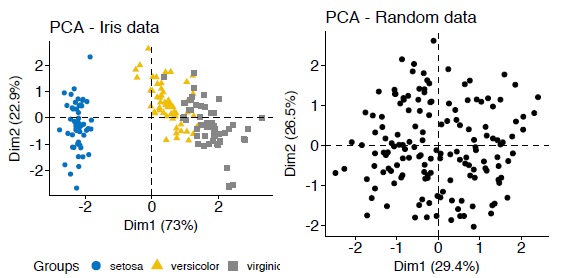 PCA - Iris data
2
1
0
-1
-2
Dim2 (22.9%)
-2 0 2
Dim1 (73%)
Groups setosa versicolor virginic
PCA - Random data
2
1
0
-1
-2
Dim2 (26.5%)
-2 -1 0 1 2
Dim1 (29.4%)